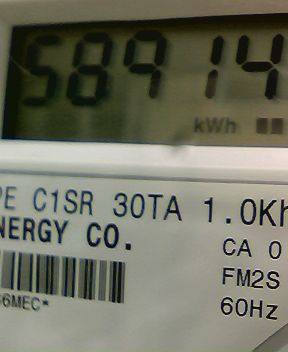 58914
kWh
PE C1SR 30TA 1.0Kh
NERGY CO.
CA 0
FM2S
6MEC*
60Hz